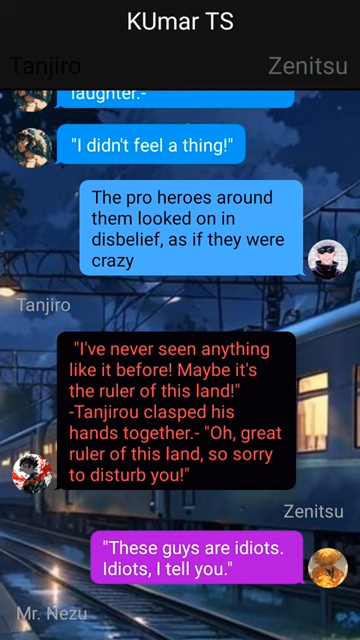 KUmar TS
Tanjiro
Zenitsu
laughter.-
"I didn't feel a thing!"
The pro heroes around
them looked on in
disbelief, as if they were
crazy
Tanjiro
"I've never seen anything
like it before! Maybe it's
the ruler of this land!"
-Tanjirou clasped his
hands together.- "Oh, great
ruler of this land, so sorry
to disturb you!"
Zenitsu
"These guys are idiots.
Idiots, I tell you."
Mr. Nezu